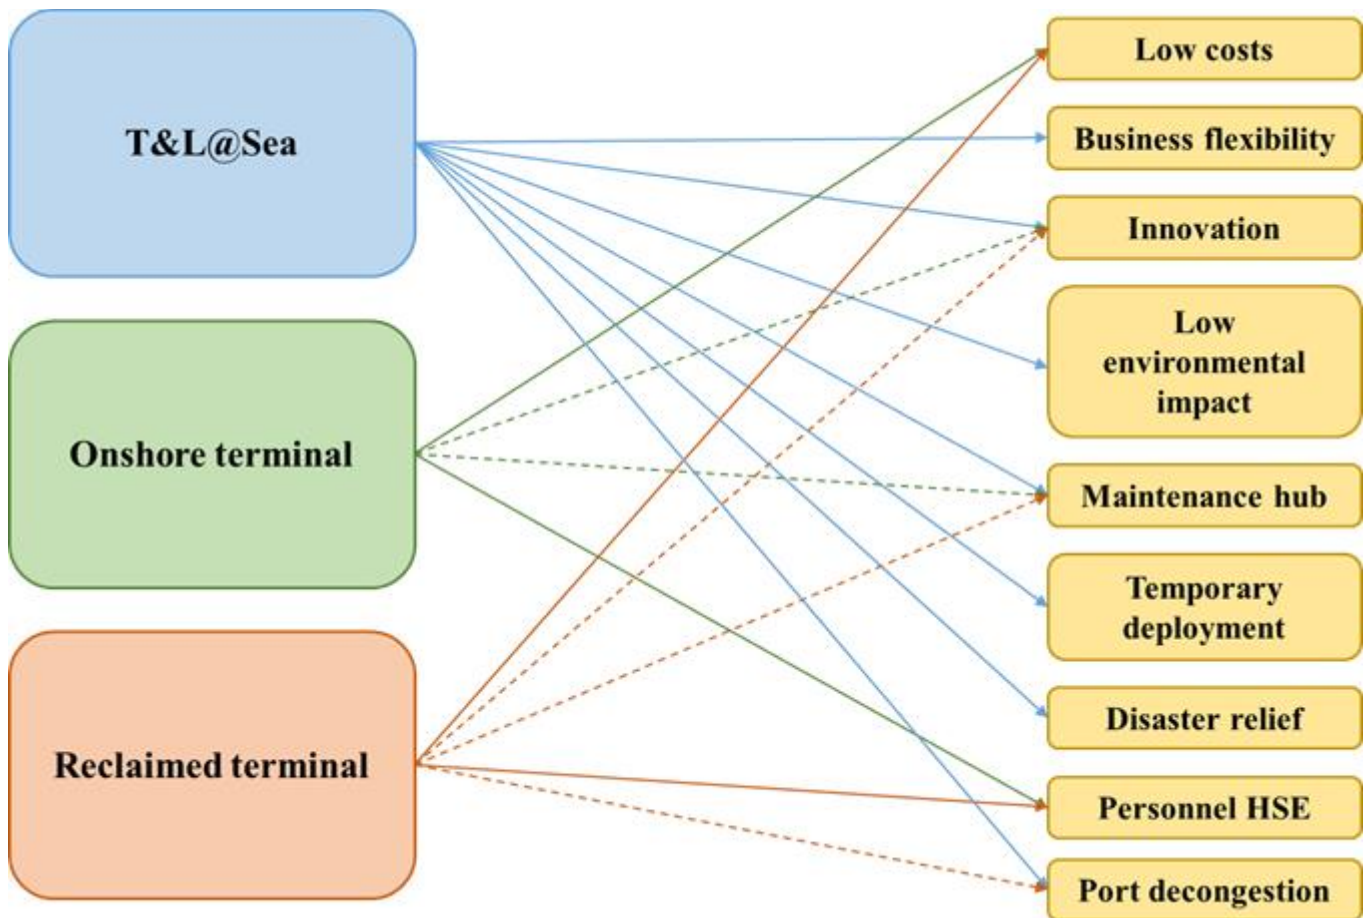 T&L@Sea
Onshore terminal
Reclaimed terminal
Low costs
Business flexibility
Innovation
Low
environmental
impact
Maintenance hub
Temporary
deployment
Disaster relief
Personnel HSE
Port decongestion